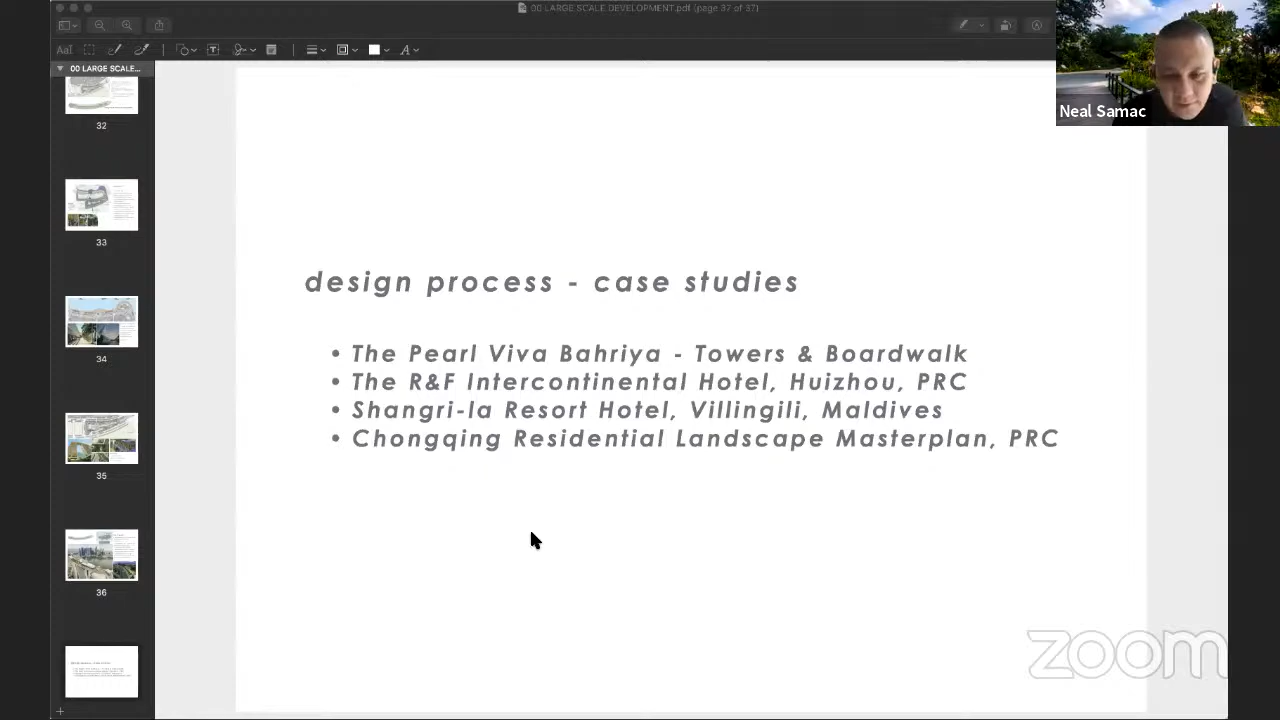 00 LARGE SCALE DEVELOPMENT.pdf (page 37 of 37)
00 LARGE SCALE...
32
33
34
35
36
Neal Samac
design process - case studies
• The Pearl Viva Bahriya - Towers & Boardwalk
• The R&F Intercontinental Hotel, Huizhou, PRC
• Shangri-la Resort Hotel, Villingili, Maldives
• Chongqing Residential Landscape Masterplan, PRC
zoom